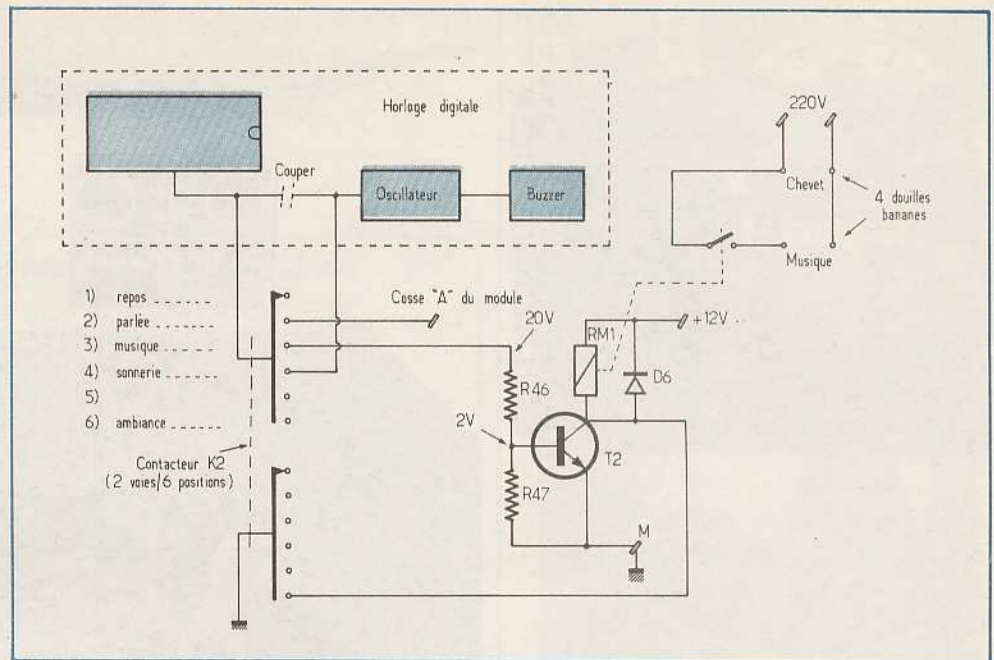 Horloge digitale
Couper
Oscillateur
Buzzer
220V
Chevet
4 douilles
bananes
Musique
1) repos
2) parlée
3) musique
4) sonnerie
5)
6) ambiance
Cosse "A" du module
20V
+12V
RM1
D6
R46
2V
T2
R47
M
Contacteur K2
(2 voies/6 positions)